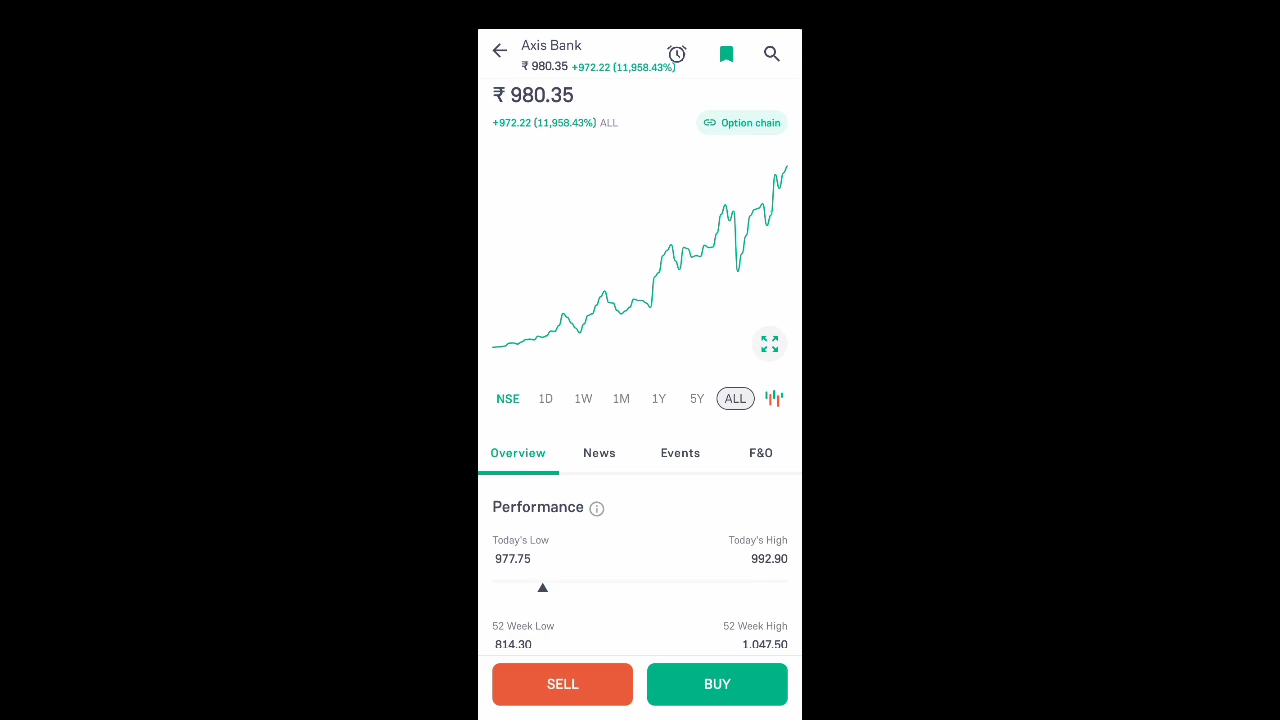 Axis Bank
₹ 980.35 +972.22 (11,958.43%)
₹ 980.35
+972.22 (11,958.43%) ALL
Option chain
NSE 1D 1W 1M 1Y 5Y ALL
Overview News Events F&O
Performance
Today's Low Today's High
977.75 992.90
52 Week Low 52 Week High
814.30 1,047.50
SELL BUY